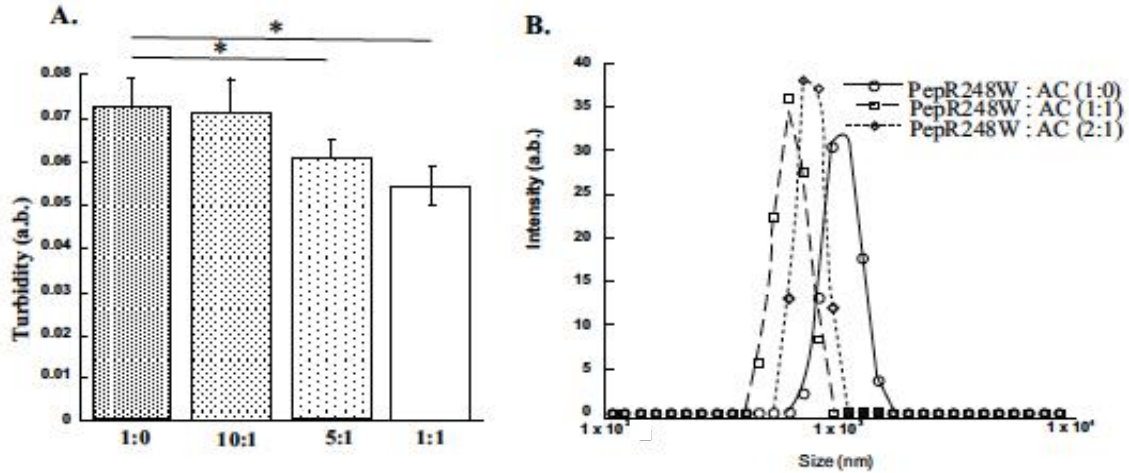 A.
*
*
Turbidity (a.b.)
0.08
0.07
0.06
0.05
0.04
0.03
0.02
0.01
0
1:0
10:1
5:1
1:1
B.
Intensity (a.b.)
40
35
30
25
20
15
10
5
0
PepR248W : AC (1:0)
PepR248W : AC (1:1)
PepR248W : AC (2:1)
1 x 10³
1 x 10³
1 x 10⁴
Size (nm)